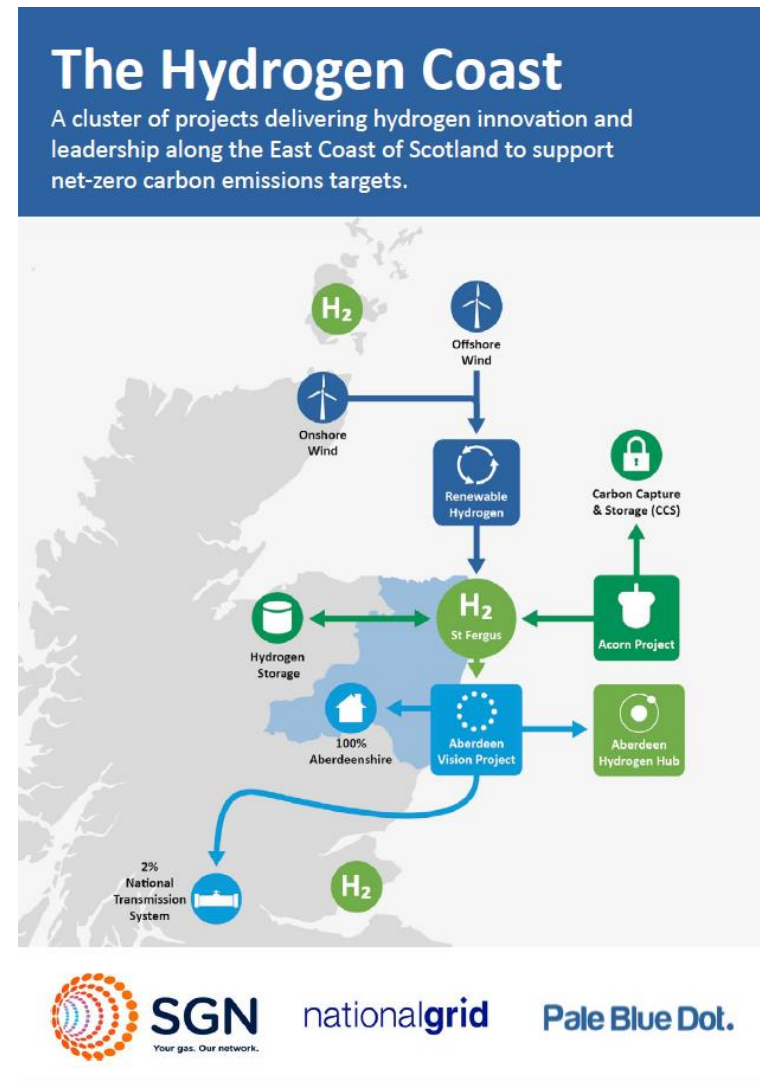 The Hydrogen Coast
A cluster of projects delivering hydrogen innovation and
leadership along the East Coast of Scotland to support
net-zero carbon emissions targets.
H₂
Offshore
Wind
Onshore
Wind
Renewable
Hydrogen
Carbon Capture
& Storage (CCS)
H₂
St Fergus
Acorn Project
Hydrogen
Storage
100%
Aberdeenshire
Aberdeen
Vision Project
Aberdeen
Hydrogen Hub
2%
National
Transmission
System
H₂
SGN
Your gas. Our network.
nationalgrid
Pale Blue Dot.